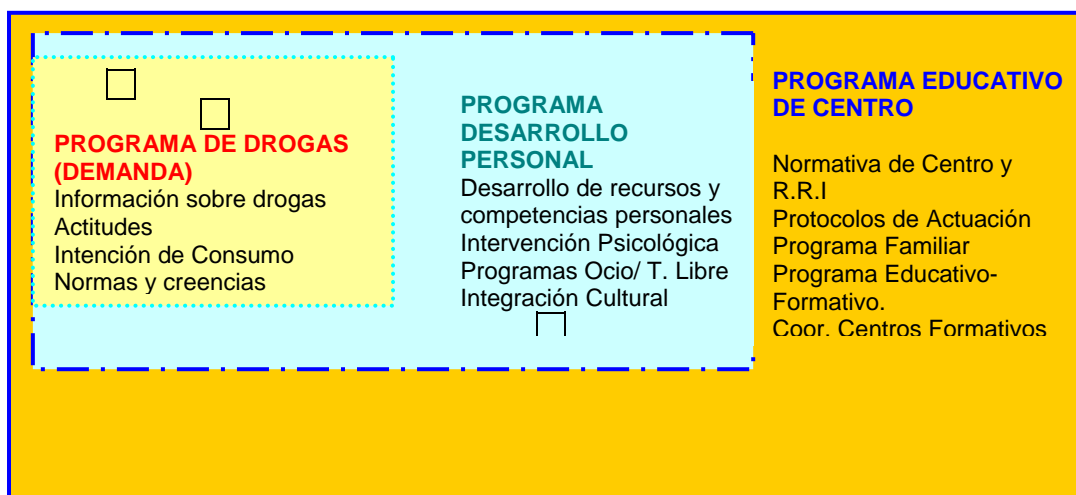 PROGRAMA DE DROGAS
(DEMANDA)
Información sobre drogas
Actitudes
Intención de Consumo
Normas y creencias
PROGRAMA
DESARROLLO
PERSONAL
Desarrollo de recursos y
competencias personales
Intervención Psicológica
Programas Ocio/ T. Libre
Integración Cultural
PROGRAMA EDUCATIVO
DE CENTRO
Normativa de Centro y
R.R.I
Protocolos de Actuación
Programa Familiar
Programa Educativo-
Formativo.
Coor. Centros Formativos